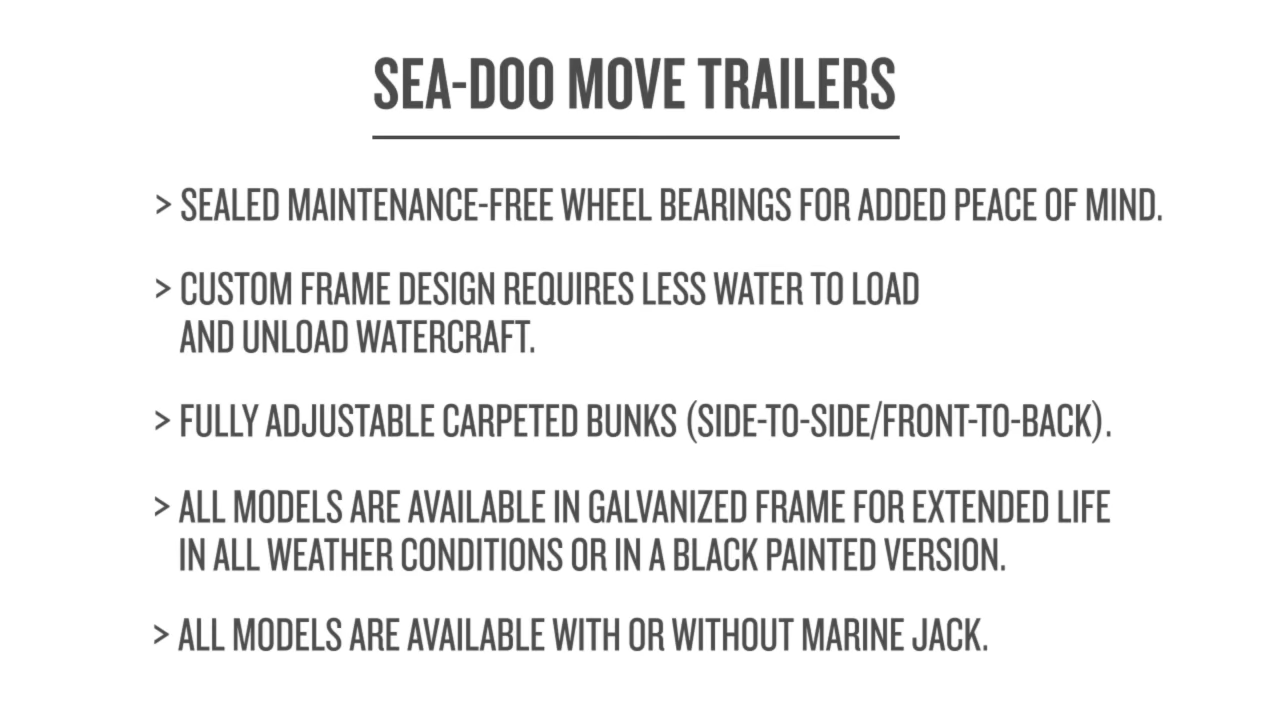 SEA-DOO MOVE TRAILERS
> SEALED MAINTENANCE-FREE WHEEL BEARINGS FOR ADDED PEACE OF MIND.
> CUSTOM FRAME DESIGN REQUIRES LESS WATER TO LOAD
AND UNLOAD WATERCRAFT.
> FULLY ADJUSTABLE CARPETED BUNKS (SIDE-TO-SIDE/FRONT-TO-BACK).
> ALL MODELS ARE AVAILABLE IN GALVANIZED FRAME FOR EXTENDED LIFE
IN ALL WEATHER CONDITIONS OR IN A BLACK PAINTED VERSION.
> ALL MODELS ARE AVAILABLE WITH OR WITHOUT MARINE JACK.